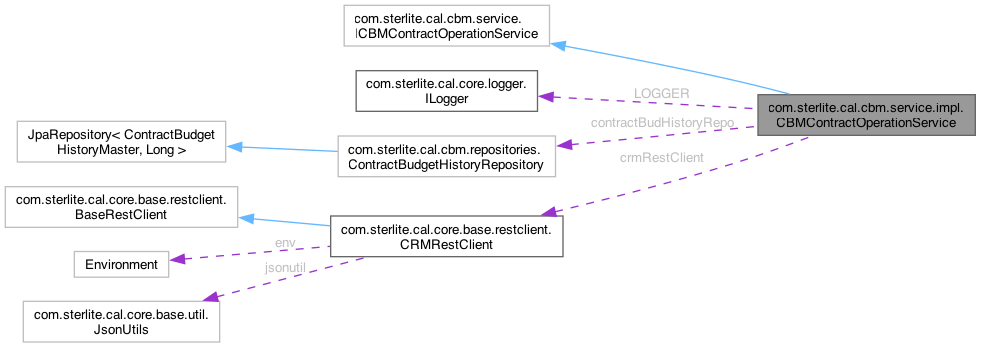 com.sterlite.cal.cbm.service.
ICBMContractOperationService
com.sterlite.cal.core.logger.
ILogger
LOGGER
com.sterlite.cal.cbm.service.impl.
CBMContractOperationService
contractBudHistoryRepo
JpaRepository< ContractBudget
HistoryMaster, Long >
com.sterlite.cal.cbm.repositories.
ContractBudgetHistoryRepository
crmRestClient
com.sterlite.cal.core.base.restclient.
BaseRestClient
com.sterlite.cal.core.base.restclient.
CRMRestClient
env
Environment
jsonutil
com.sterlite.cal.core.base.util.
JsonUtils